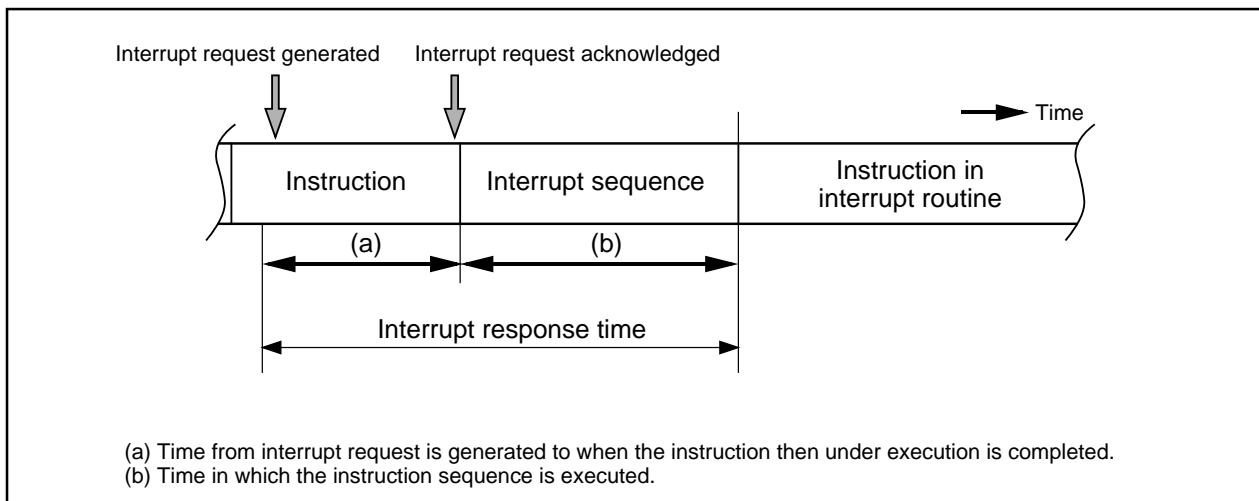 Interrupt request generated
Interrupt request acknowledged
Time
Instruction
Interrupt sequence
Instruction in
interrupt routine
(a)
(b)
Interrupt response time
(a) Time from interrupt request is generated to when the instruction then under execution is completed.
(b) Time in which the instruction sequence is executed.